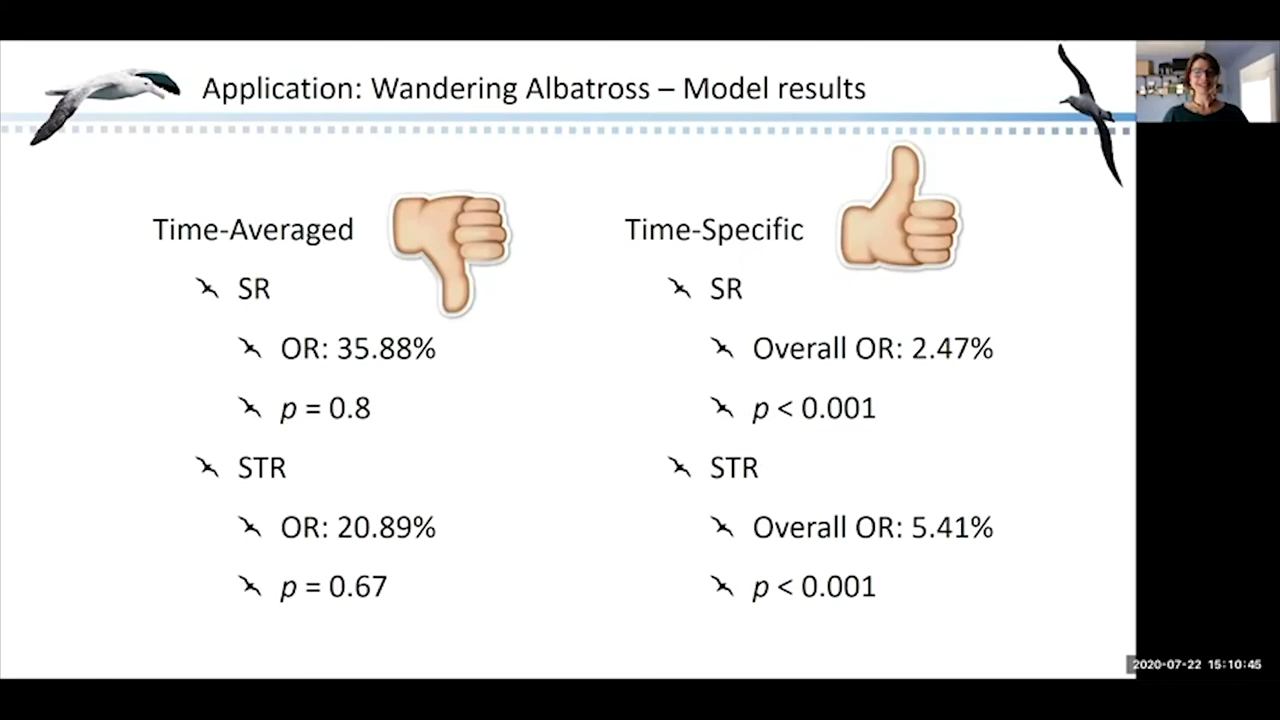 Application: Wandering Albatross – Model results
Time-Averaged
SR
OR: 35.88%
p = 0.8
STR
OR: 20.89%
p = 0.67
Time-Specific
SR
Overall OR: 2.47%
p < 0.001
STR
Overall OR: 5.41%
p < 0.001
2020-07-22 15:10:45